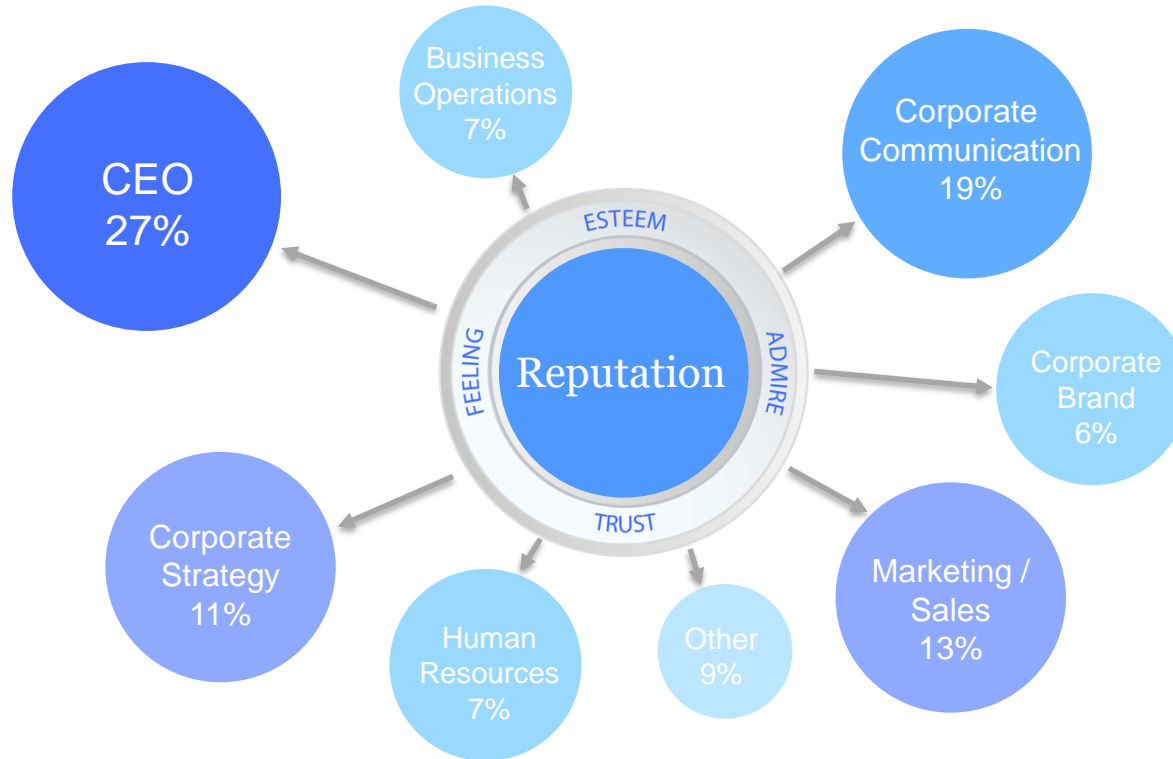 Business
Operations
7%
CEO
27%
Corporate
Communication
19%
ESTEEM
FEELING
Reputation
ADMIRE
TRUST
Corporate
Brand
6%
Corporate
Strategy
11%
Human
Resources
7%
Other
9%
Marketing /
Sales
13%